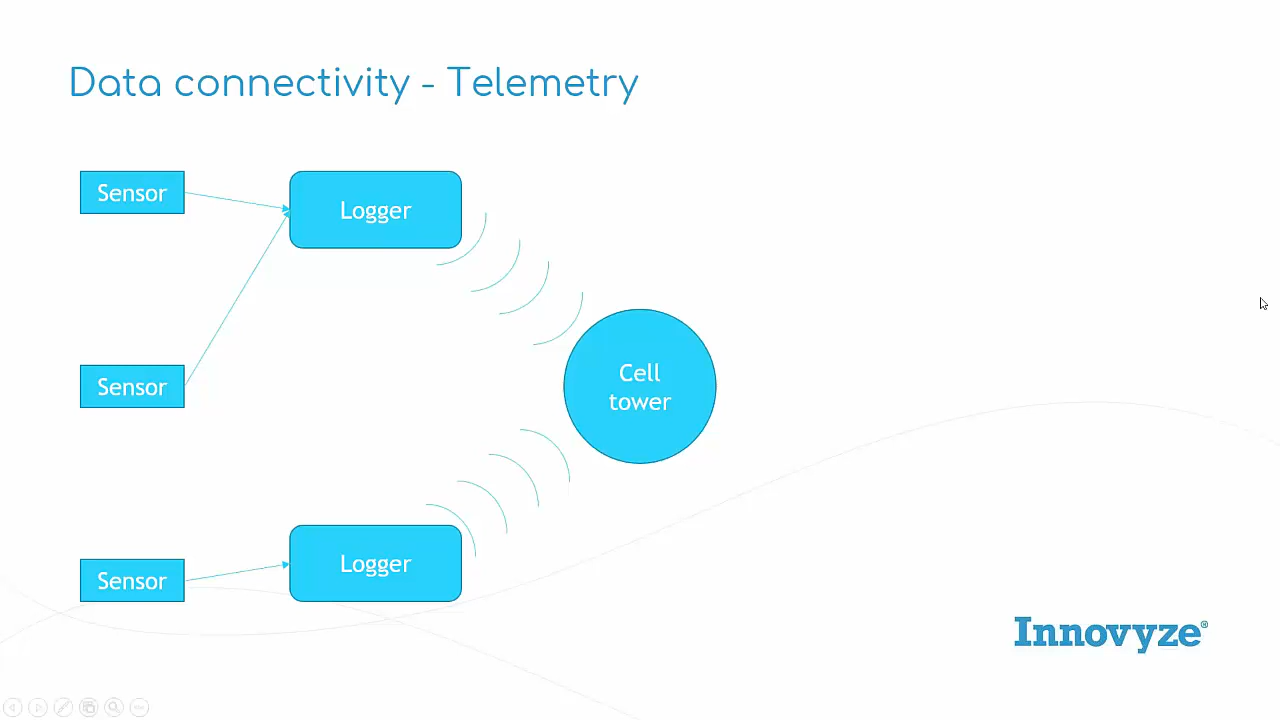 Data connectivity - Telemetry
Sensor
Logger
Sensor
Cell
tower
Sensor
Logger
Innovyze®